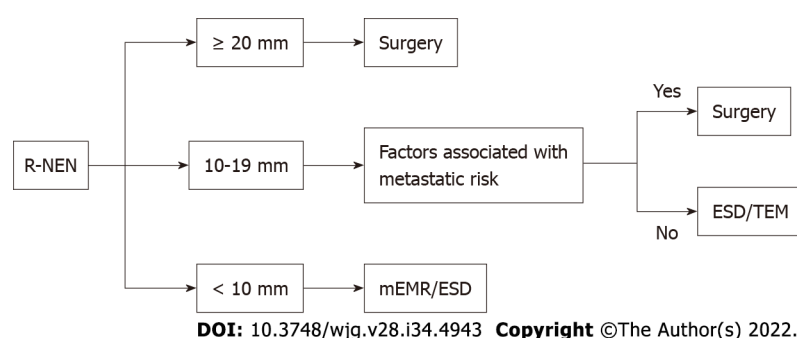 ≥ 20 mm
Surgery
R-NEN
10-19 mm
Factors associated with
metastatic risk
Yes
Surgery
No
ESD/TEM
< 10 mm
mEMR/ESD
DOI: 10.3748/wjg.v28.i34.4943 Copyright ©The Author(s) 2022.